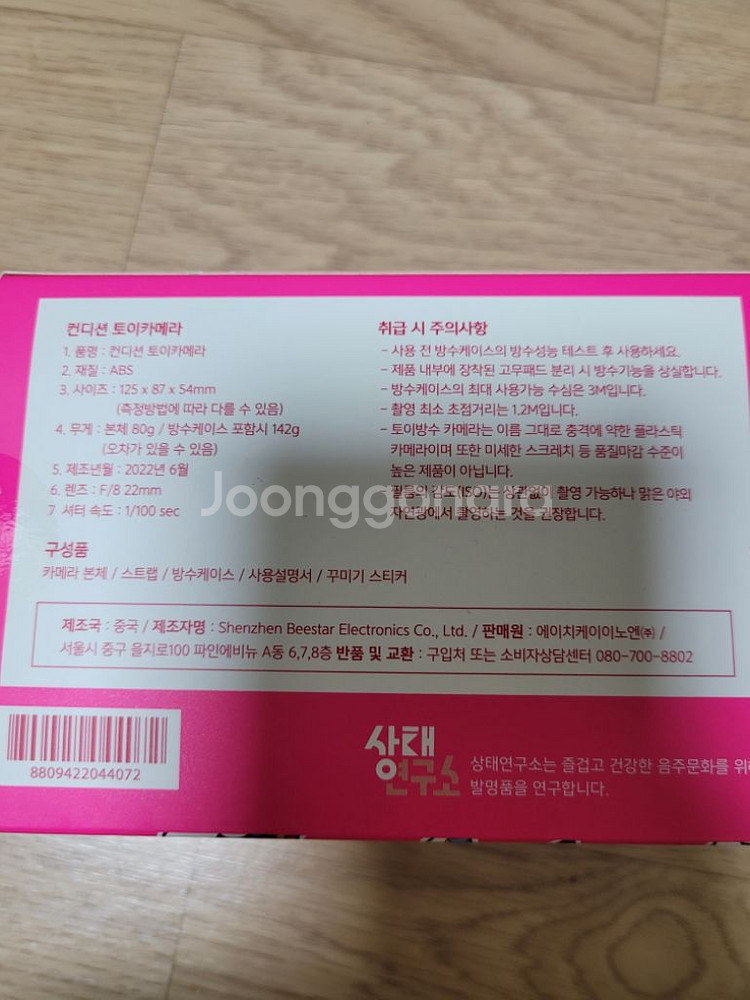 컨디션 토이카메라
1. 품명 : 컨디션 토이카메라
2. 재질 : ABS
3. 사이즈 : 125 x 87 x 54mm
(측정방법에 따라 다를 수 있음)
4. 무게 : 본체 80g / 방수케이스 포함시 142g
(오차가 있을 수 있음)
5. 제조년월 : 2022년 6월
6. 렌즈 : F/8 22mm
7. 셔터 속도 : 1/100 sec
취급 시 주의사항
- 사용 전 방수케이스의 방수성능 테스트 후 사용하세요.
- 제품 내부에 장착된 고무패드 분리 시 방수기능을 상실합니다.
- 방수케이스의 최대 사용가능 수심은 3M입니다.
- 촬영 최소 초점거리는 1.2M입니다.
- 토이방수 카메라는 이름 그대로 충격에 약한 플라스틱
카메라이며 또한 미세한 스크레치 등 품질마감 수준이
높은 제품이 아닙니다.
- 필름의 감도(ISO)는 상관없이 촬영 가능하나 맑은 야외
자연광에서 촬영하는 것을 권장합니다.
Joonggonara
구성품
카메라 본체 / 스트랩 / 방수케이스 / 사용설명서 / 꾸미기 스티커
제조국 : 중국 / 제조자명 : Shenzhen Beestar Electronics Co., Ltd. / 판매원 : 에이치케이이노엔㈜ /
서울시 중구 을지로100 파인에비뉴 A동 6,7,8층 반품 및 교환 : 구입처 또는 소비자상담센터 080-700-8802
8809422044072
상태
연구소
상태연구소는 즐겁고 건강한 음주문화를 위
발명품을 연구합니다.